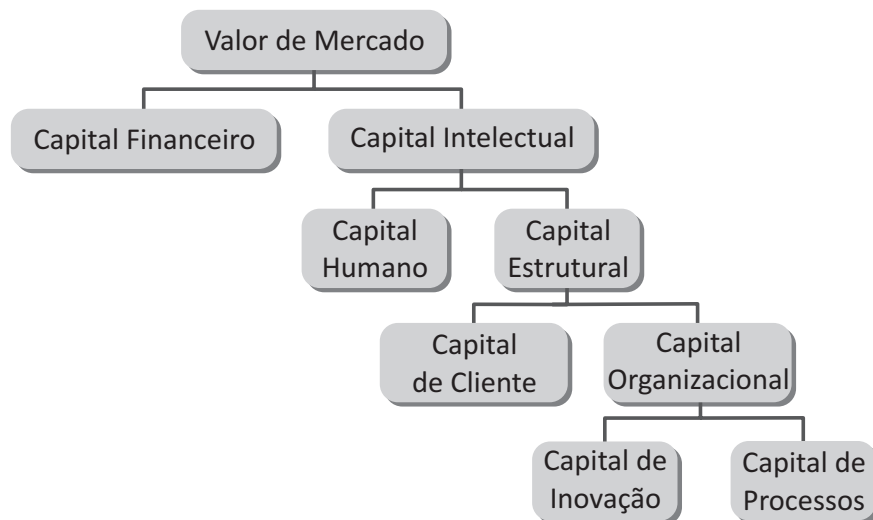 Valor de Mercado
Capital Financeiro
Capital Intelectual
Capital
Humano
Capital
Estrutural
Capital
de Cliente
Capital
Organizacional
Capital de
Inovação
Capital de
Processos